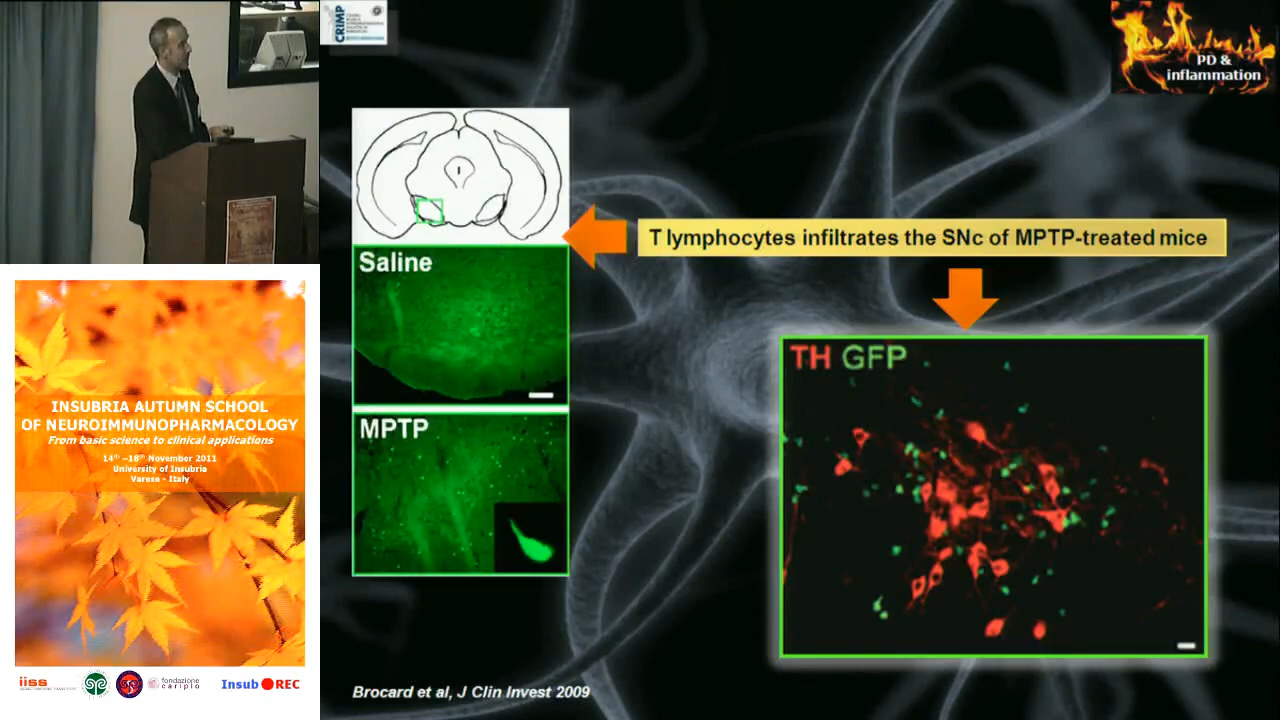 CRIMP
PD &
inflammation
T lymphocytes infiltrates the SNc of MPTP-treated mice
Saline
MPTP
TH GFP
Brocard et al, J Clin Invest 2009
INSUBRIA AUTUMN SCHOOL
OF NEUROIMMUNOPHARMACOLOGY
From basic science to clinical applications
14th –18th November 2011
University of Insubria
Varese - Italy
iiss
fondazione
cariplo
Insub REC